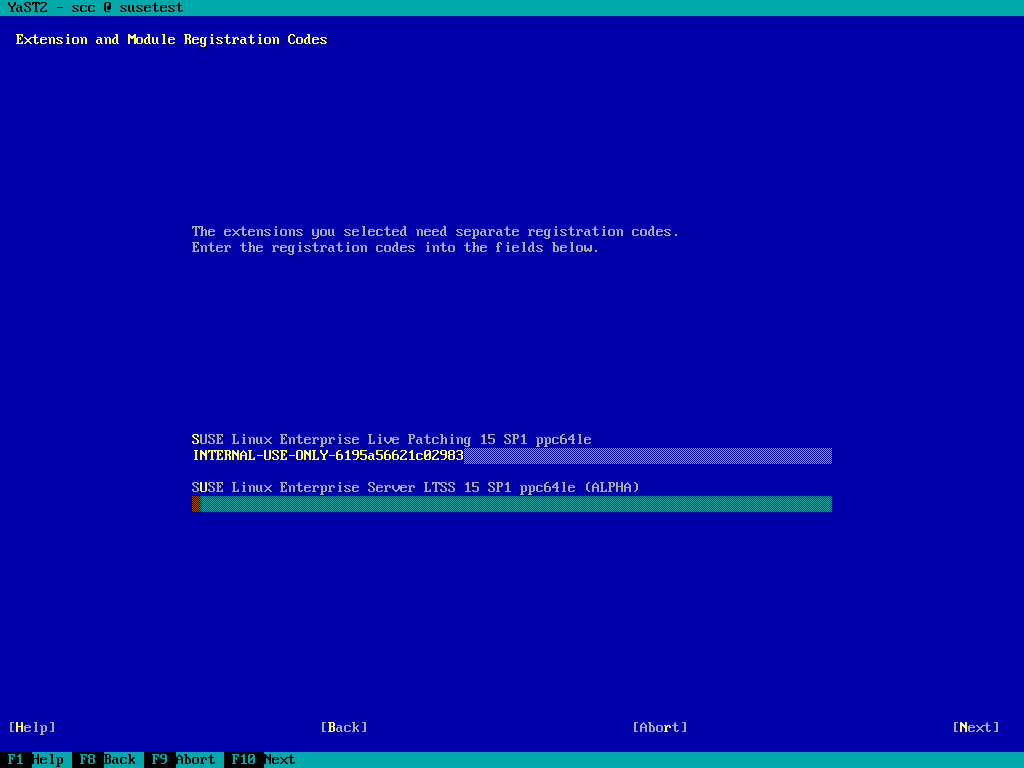 YaST2 - scc @ susetest
Extension and Module Registration Codes
The extensions you selected need separate registration codes.
Enter the registration codes into the fields below.
SUSE Linux Enterprise Live Patching 15 SP1 ppc64le
INTERNAL-USE-ONLY-6195a56621c02983
SUSE Linux Enterprise Server LTSS 15 SP1 ppc64le (ALPHA)
[Help] [Back] [Abort] [Next]
F1 Help F8 Back F9 Abort F10 Next